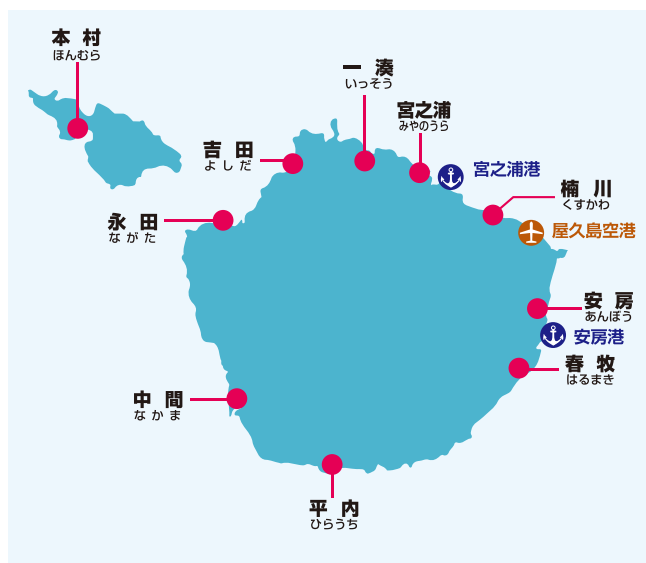 本村
ほんむら
一湊
いっそう
宮之浦
みやのうら
宮之浦港
吉田
よしだ
楠川
くすかわ
永田
ながた
屋久島空港
安房
あんぼう
安房港
春牧
はるまき
中間
なかま
平内
ひらうち